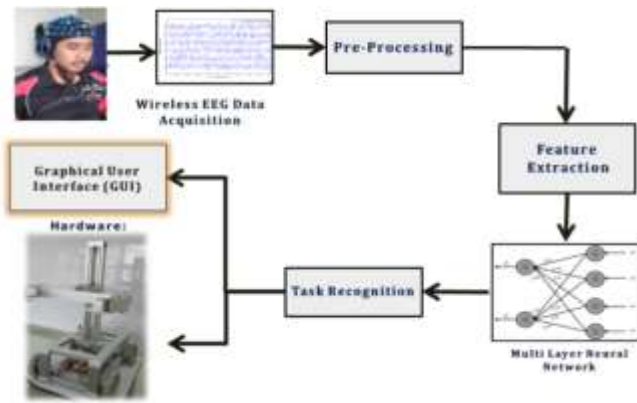 Pre-Processing
Wireless EEG Data
Acquisition
Feature
Extraction
Graphical User
Interface (GUI)
Hardware:
Task Recognition
Multi Layer Neural
Network